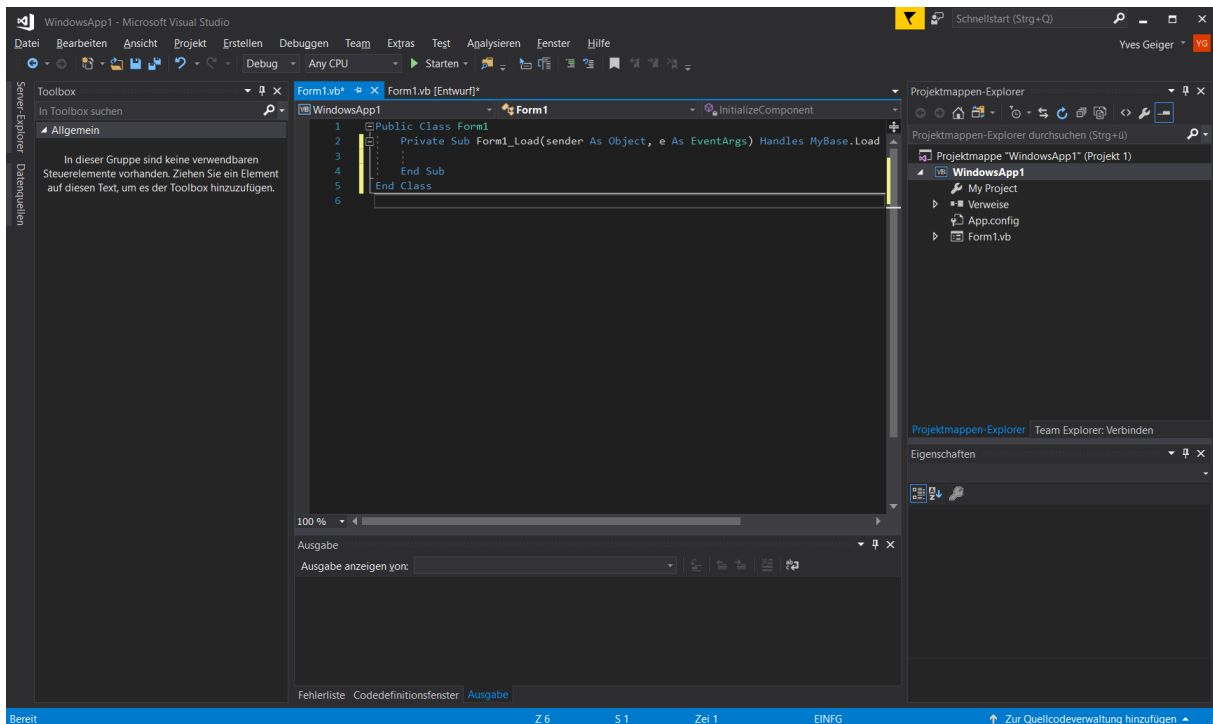 WindowsApp1 - Microsoft Visual Studio
Schnellstart (Strg+Q)
Datei Bearbeiten Ansicht Projekt Erstellen Debuggen Team Extras Test Analysieren Fenster Hilfe
Yves Geiger YG
Debug Any CPU Starten
Server-Explorer
Datenquellen
Toolbox
In Toolbox suchen
Allgemein
In dieser Gruppe sind keine verwendbaren
Steuerelemente vorhanden. Ziehen Sie ein Element
auf diesen Text, um es der Toolbox hinzuzufügen.
Form1.vb* Form1.vb [Entwurf]*
VB WindowsApp1 Form1 InitializeComponent
1 Public Class Form1
2 Private Sub Form1_Load(sender As Object, e As EventArgs) Handles MyBase.Load
3
4 End Sub
5 End Class
6
100 %
Ausgabe
Ausgabe anzeigen von:
Fehlerliste Codedefinitionsfenster Ausgabe
Projektmappen-Explorer
Projektmappen-Explorer durchsuchen (Strg+ü)
Projektmappe "WindowsApp1" (Projekt 1)
VB WindowsApp1
My Project
Verweise
App.config
Form1.vb
Projektmappen-Explorer Team Explorer: Verbinden
Eigenschaften
Bereit Z 6 S 1 Zei 1 EINFG Zur Quellcodeverwaltung hinzufügen